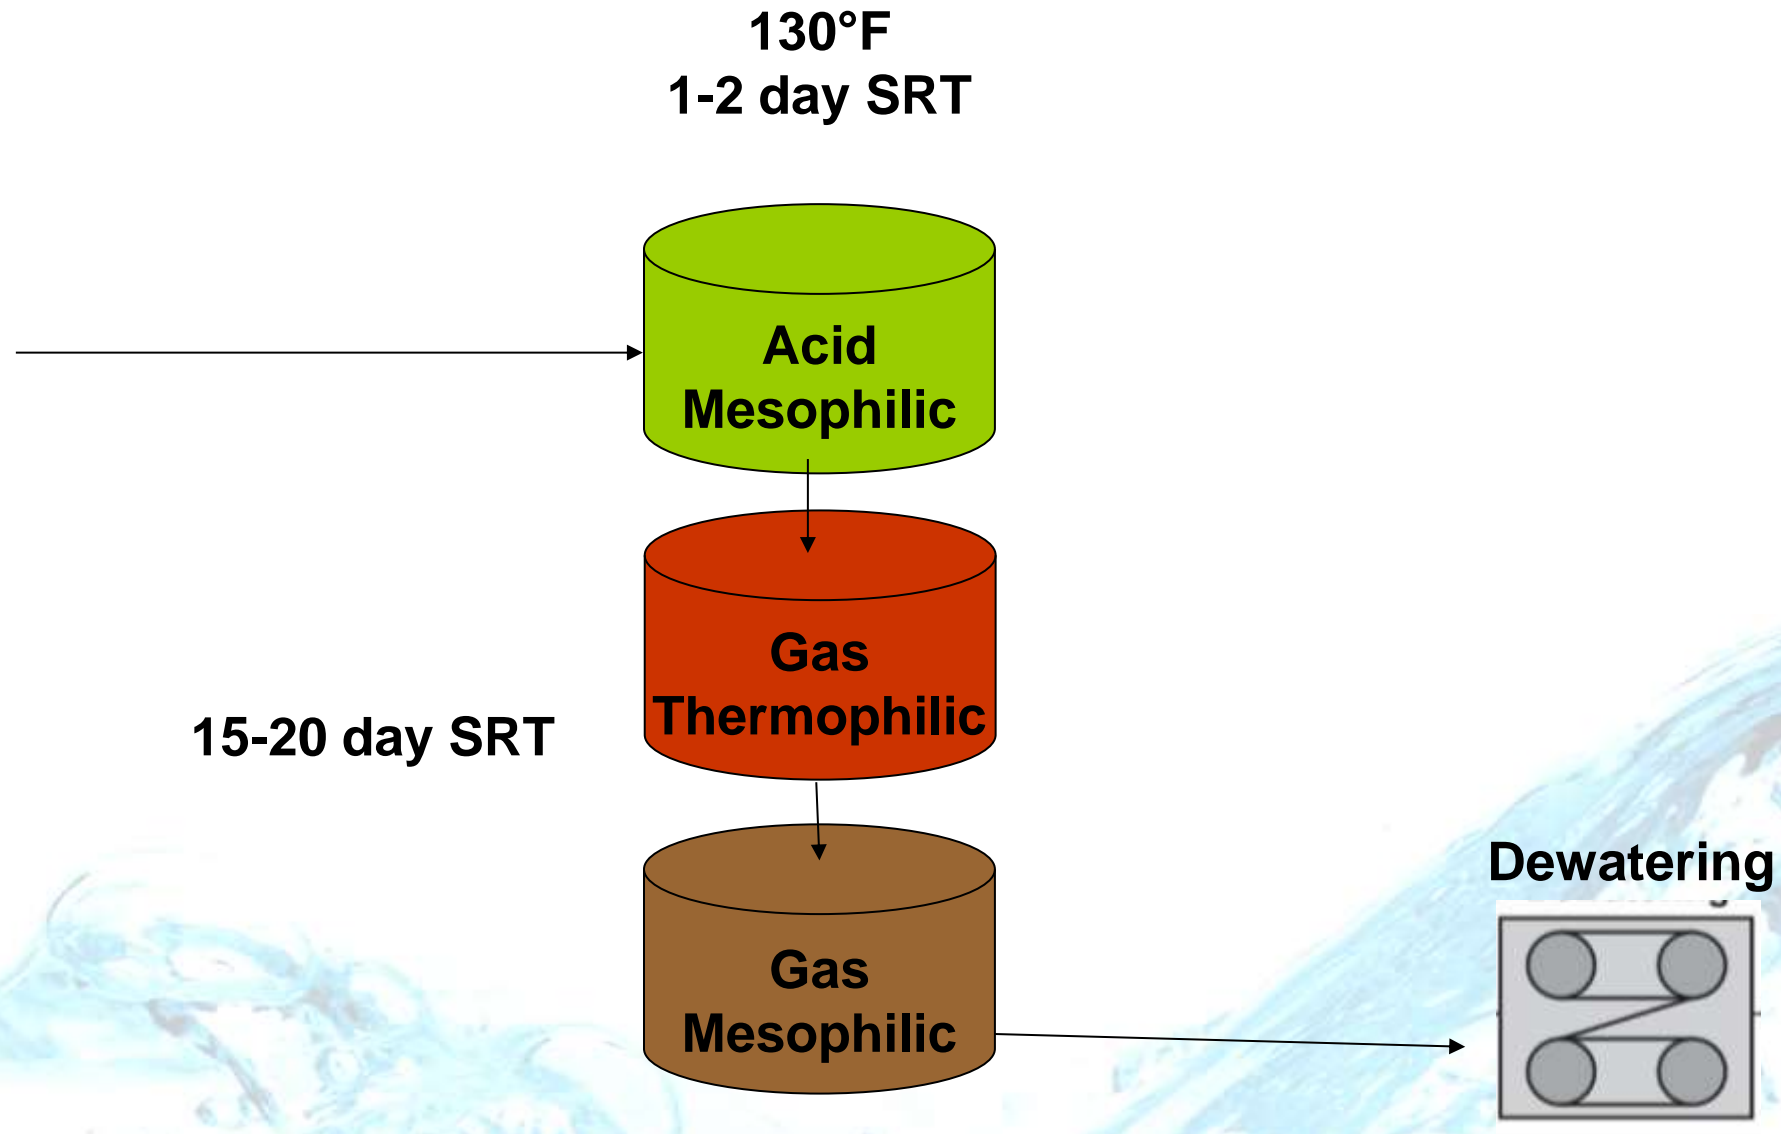 130°F
1-2 day SRT
Acid
Mesophilic
Gas
Thermophilic
15-20 day SRT
Gas
Mesophilic
Dewatering